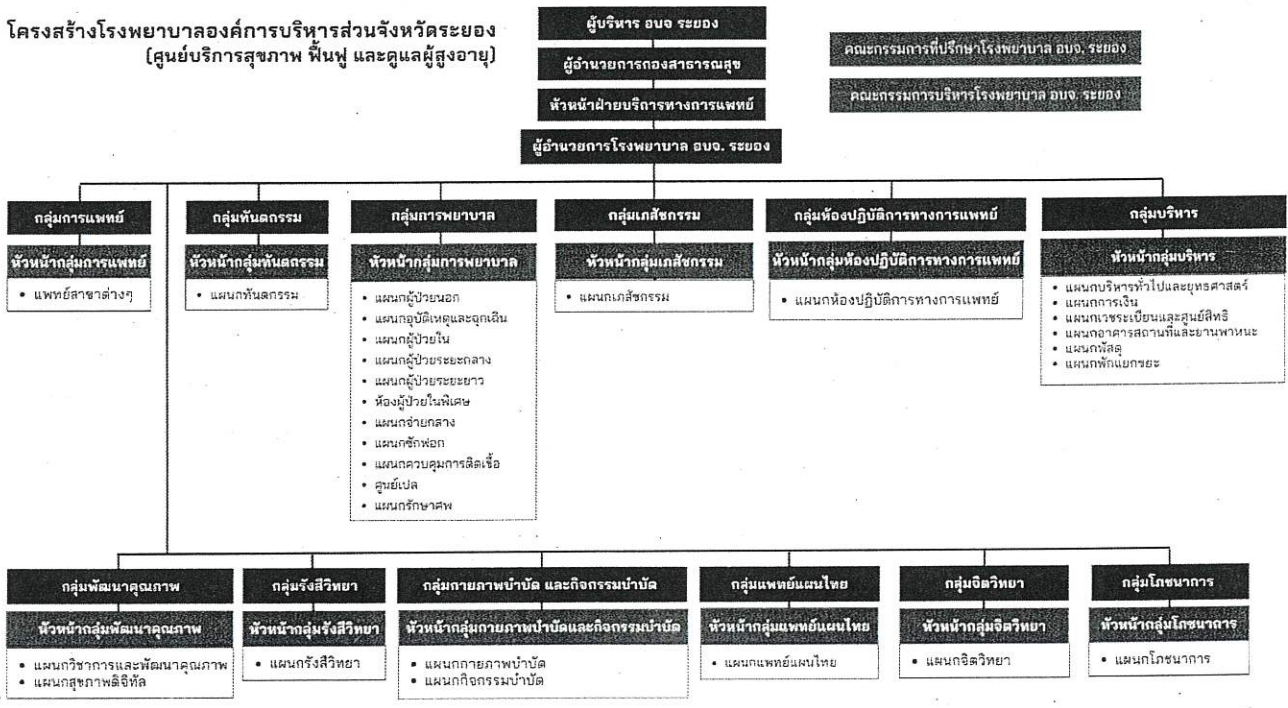 โครงสร้างโรงพยาบาลองค์การบริหารส่วนจังหวัดระยอง
(ศูนย์บริการสุขภาพ ฟื้นฟู และดูแลผู้สูงอายุ)
ผู้บริหาร อบจ ระยอง
ผู้อำนวยการกองสาธารณสุข
หัวหน้าฝ่ายบริการทางการแพทย์
ผู้อำนวยการโรงพยาบาล อบจ. ระยอง
คณะกรรมการที่ปรึกษาโรงพยาบาล อบจ. ระยอง
คณะกรรมการบริหารโรงพยาบาล อบจ. ระยอง
กลุ่มการแพทย์
หัวหน้ากลุ่มการแพทย์
• แพทย์สาขาต่างๆ
กลุ่มทันตกรรม
หัวหน้ากลุ่มทันตกรรม
• แผนกทันตกรรม
กลุ่มการพยาบาล
หัวหน้ากลุ่มการพยาบาล
• แผนกผู้ป่วยนอก
• แผนกอุบัติเหตุและฉุกเฉิน
• แผนกผู้ป่วยใน
• แผนกผู้ป่วยระยะกลาง
• แผนกผู้ป่วยระยะยาว
• ห้องผู้ป่วยในพิเศษ
• แผนกจ่ายกลาง
• แผนกซักฟอก
• แผนกควบคุมการติดเชื้อ
• ศูนย์เปล
• แผนกรักษาศพ
กลุ่มเภสัชกรรม
หัวหน้ากลุ่มเภสัชกรรม
• แผนกเภสัชกรรม
กลุ่มห้องปฏิบัติการทางการแพทย์
หัวหน้ากลุ่มห้องปฏิบัติการทางการแพทย์
• แผนกห้องปฏิบัติการทางการแพทย์
กลุ่มบริหาร
หัวหน้ากลุ่มบริหาร
• แผนกบริหารทั่วไปและยุทธศาสตร์
• แผนกการเงิน
• แผนกเวชระเบียนและศูนย์สิทธิ
• แผนกอาคารสถานที่และยานพาหนะ
• แผนกพัสดุ
• แผนกพักแยกขยะ
กลุ่มพัฒนาคุณภาพ
หัวหน้ากลุ่มพัฒนาคุณภาพ
• แผนกวิชาการและพัฒนาคุณภาพ
• แผนกสุขภาพดิจิทัล
กลุ่มรังสีวิทยา
หัวหน้ากลุ่มรังสีวิทยา
• แผนกรังสีวิทยา
กลุ่มกายภาพบำบัด และกิจกรรมบำบัด
หัวหน้ากลุ่มกายภาพบำบัดและกิจกรรมบำบัด
• แผนกกายภาพบำบัด
• แผนกกิจกรรมบำบัด
กลุ่มแพทย์แผนไทย
หัวหน้ากลุ่มแพทย์แผนไทย
• แผนกแพทย์แผนไทย
กลุ่มจิตวิทยา
หัวหน้ากลุ่มจิตวิทยา
• แผนกจิตวิทยา
กลุ่มโภชนาการ
หัวหน้ากลุ่มโภชนาการ
• แผนกโภชนาการ